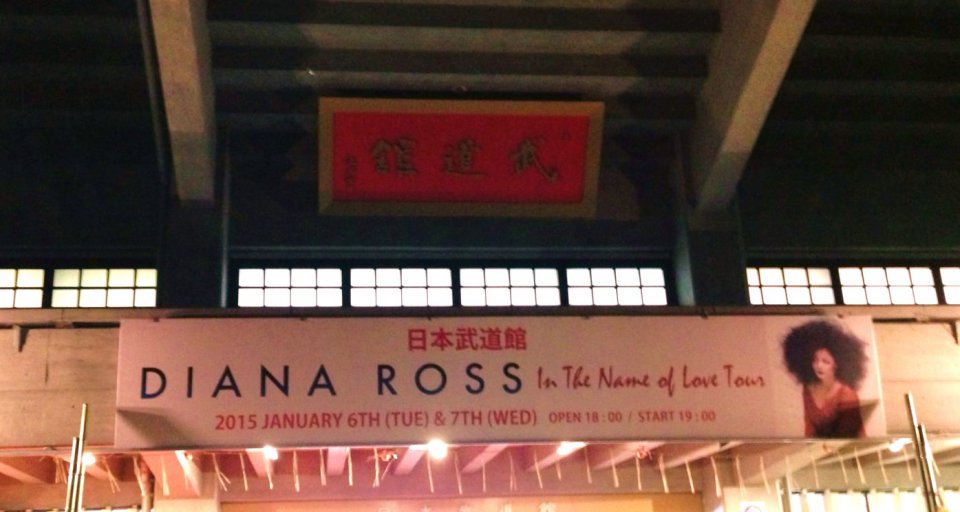 武道館
日本武道館
DIANA ROSS In The Name of Love Tour
2015 JANUARY 6TH (TUE) & 7TH (WED) OPEN 18:00 / START 19:00